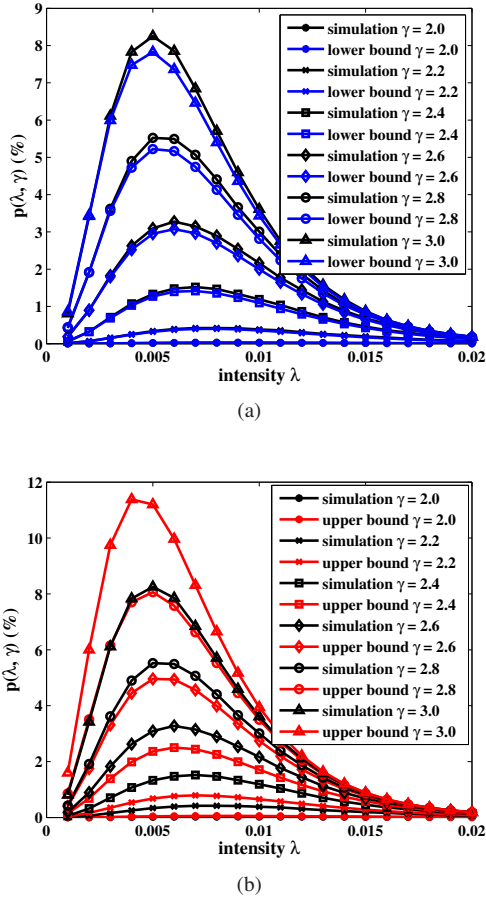 9
8
7
6
5
4
3
2
1
0
p(λ, γ) (%)
simulation γ = 2.0
lower bound γ = 2.0
simulation γ = 2.2
lower bound γ = 2.2
simulation γ = 2.4
lower bound γ = 2.4
simulation γ = 2.6
lower bound γ = 2.6
simulation γ = 2.8
lower bound γ = 2.8
simulation γ = 3.0
lower bound γ = 3.0
0 0.005 0.01 0.015 0.02
intensity λ
(a)
12
10
8
6
4
2
0
p(λ, γ) (%)
simulation γ = 2.0
upper bound γ = 2.0
simulation γ = 2.2
upper bound γ = 2.2
simulation γ = 2.4
upper bound γ = 2.4
simulation γ = 2.6
upper bound γ = 2.6
simulation γ = 2.8
upper bound γ = 2.8
simulation γ = 3.0
upper bound γ = 3.0
0 0.005 0.01 0.015 0.02
intensity λ
(b)